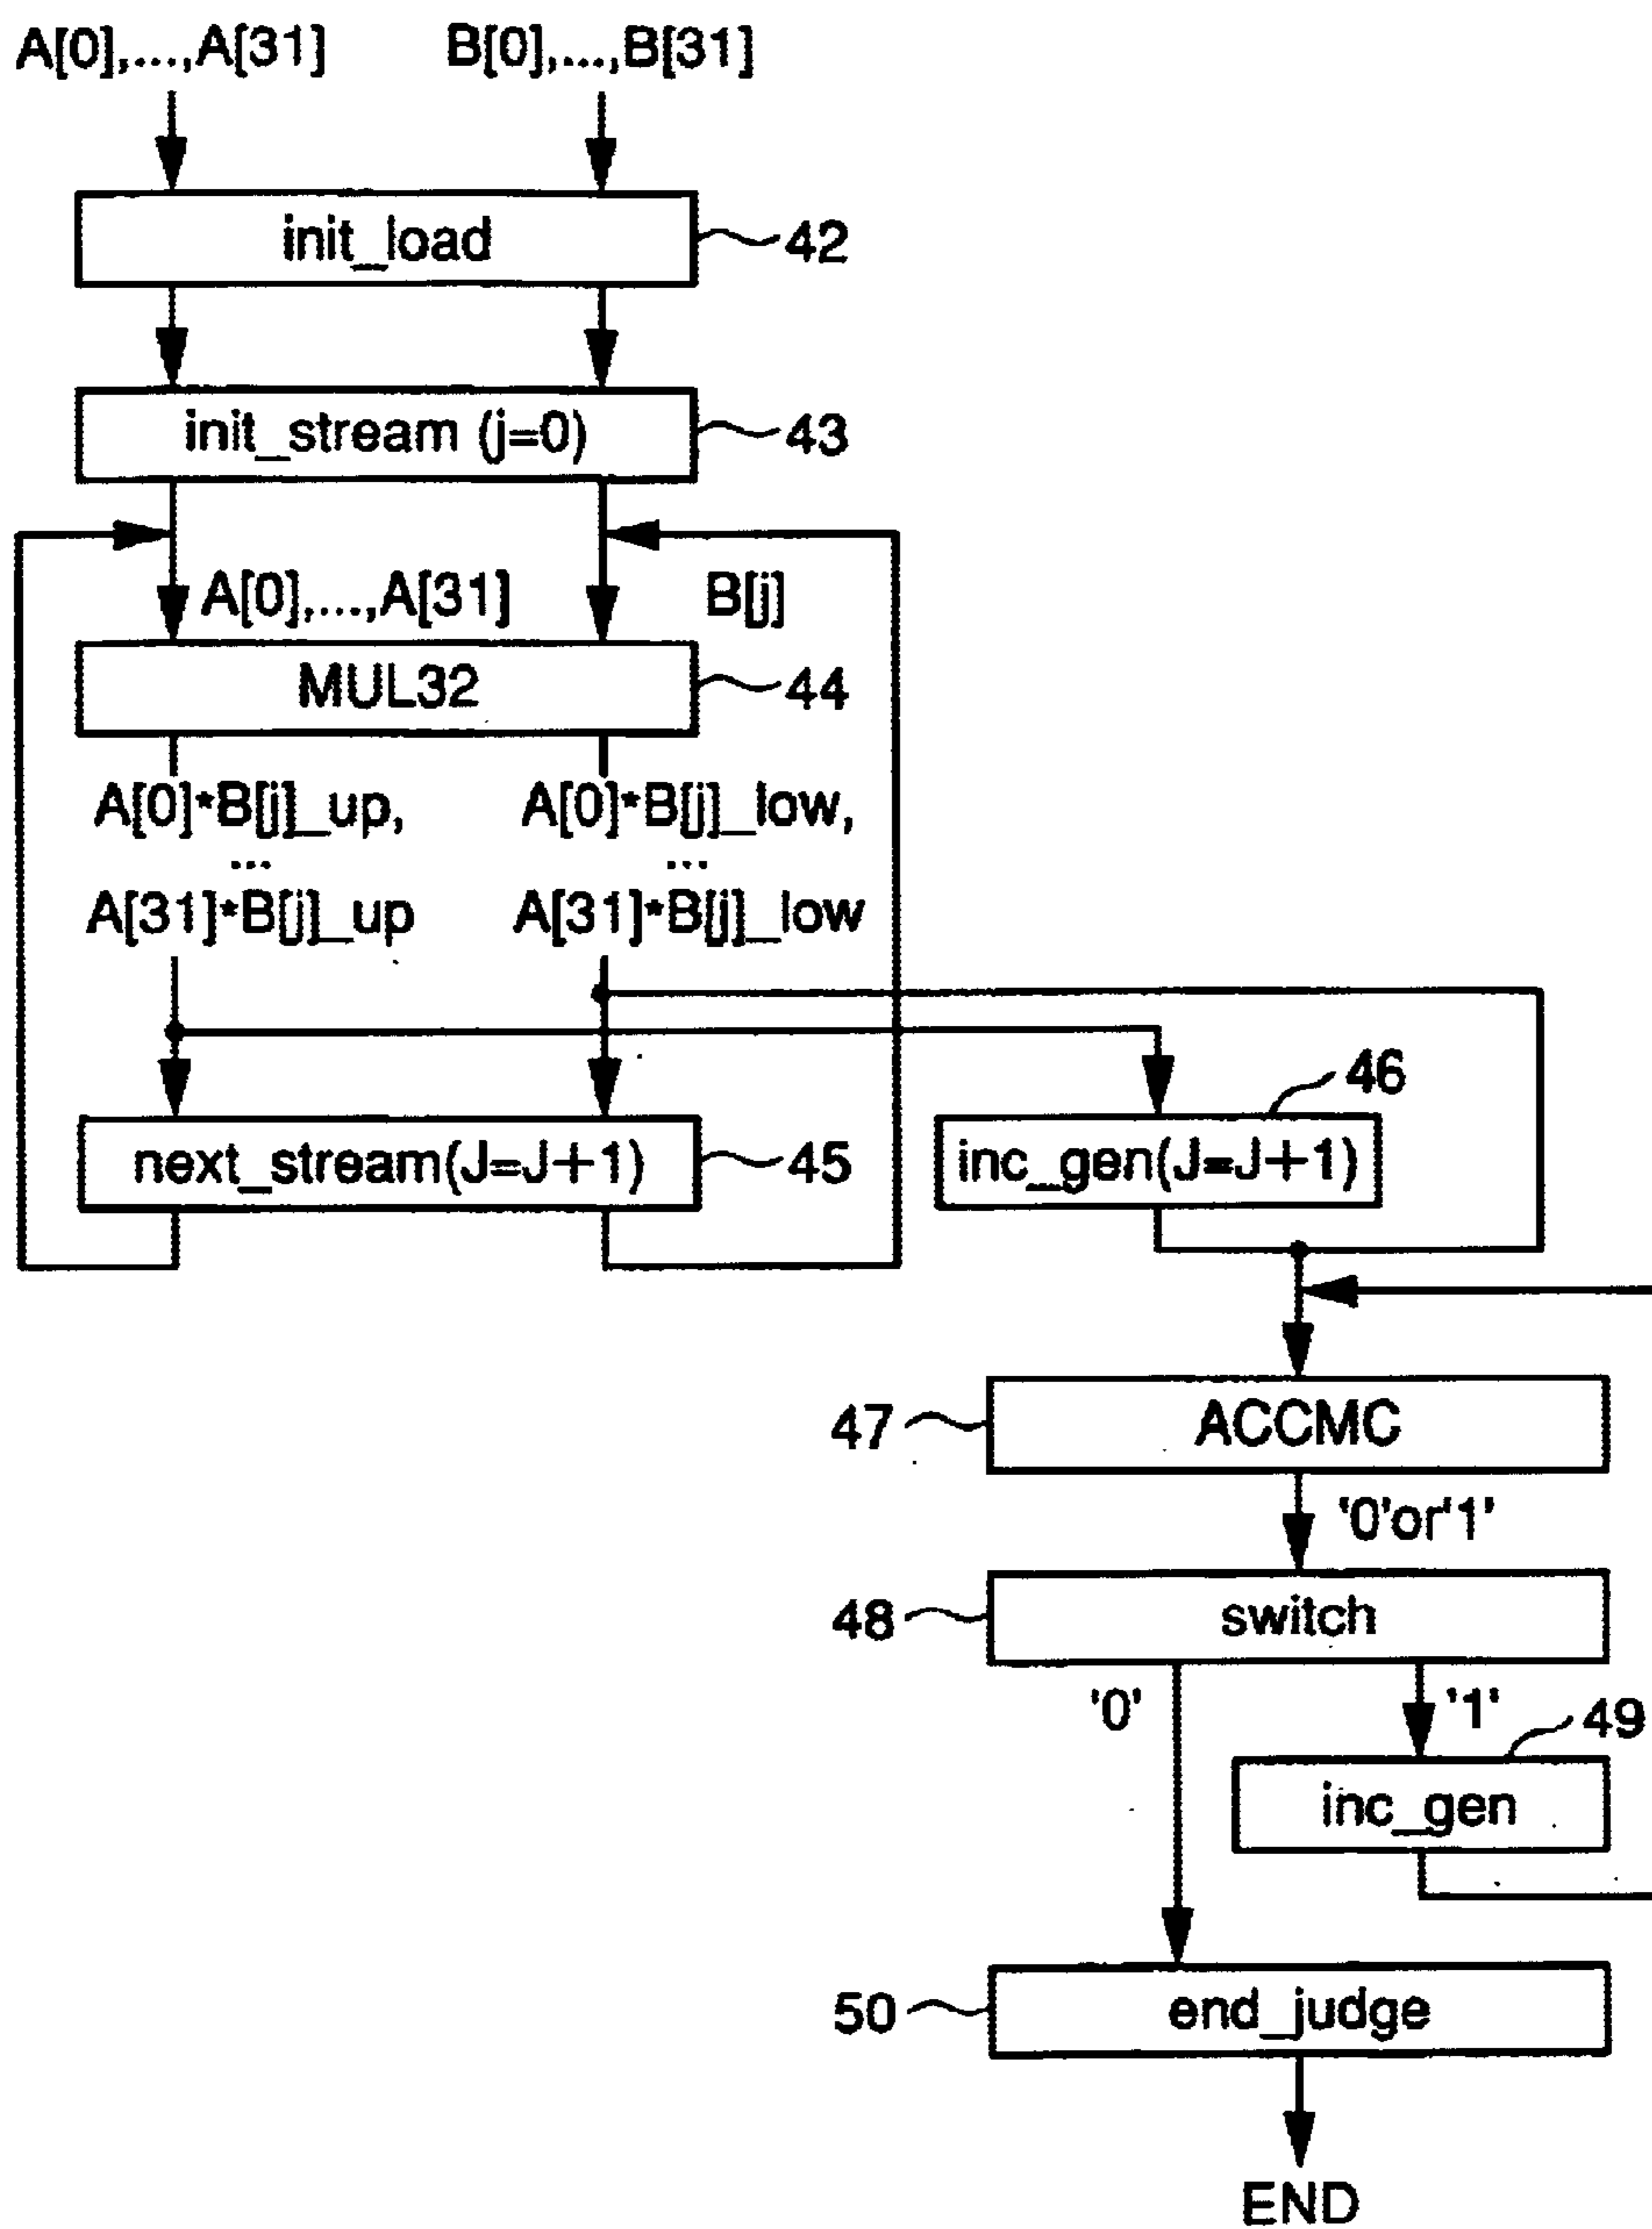 A[0],...,A[31] B[0],...,B[31]
init_load 42
init_stream (j=0) 43
A[0],....,A[31] B[j]
MUL32 44
A[0]*B[j]_up, A[0]*B[j]_low,
... ...
A[31]*B[j]_up A[31]*B[j]_low
46
next_stream(J=J+1) 45 inc_gen(J=J+1)
47 ACCMC
'0'or'1'
48 switch
'0' '1' 49
inc_gen
50 end_judge
END